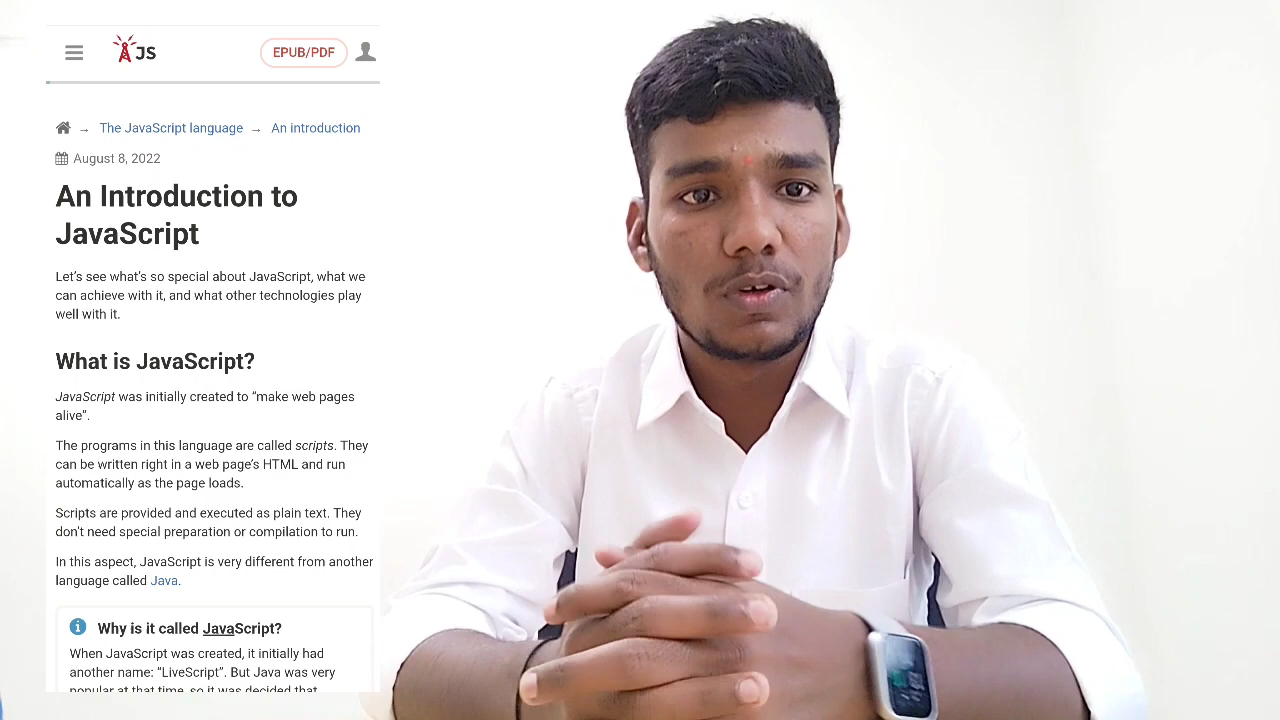 JS
EPUB/PDF
→ The JavaScript language → An introduction
August 8, 2022
An Introduction to
JavaScript
Let's see what's so special about JavaScript, what we
can achieve with it, and what other technologies play
well with it.
What is JavaScript?
JavaScript was initially created to “make web pages
alive”.
The programs in this language are called scripts. They
can be written right in a web page's HTML and run
automatically as the page loads.
Scripts are provided and executed as plain text. They
don't need special preparation or compilation to run.
In this aspect, JavaScript is very different from another
language called Java.
Why is it called JavaScript?
When JavaScript was created, it initially had
another name: “LiveScript”. But Java was very
popular at that time, so it was decided that